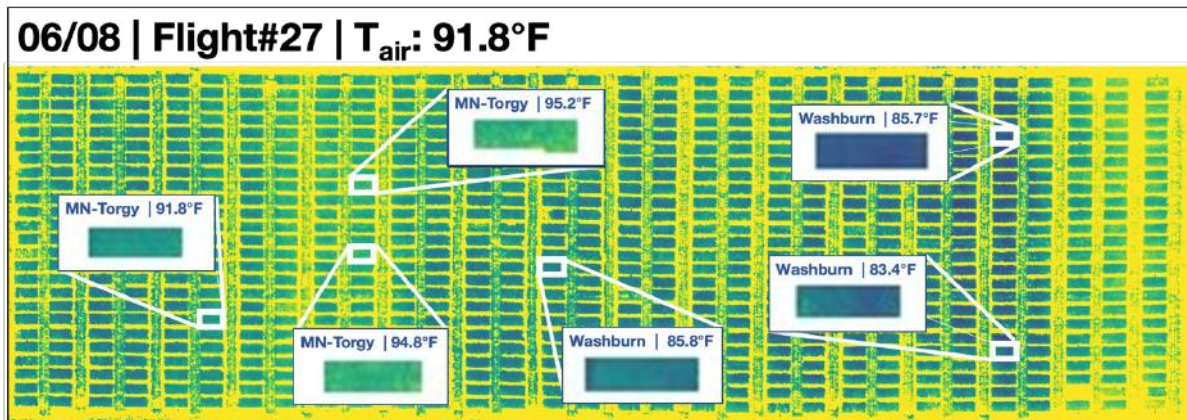 06/08 | Flight#27 | Tair: 91.8°F
MN-Torgy | 95.2°F
Washburn | 85.7°F
MN-Torgy | 91.8°F
Washburn | 83.4°F
MN-Torgy | 94.8°F
Washburn | 85.8°F